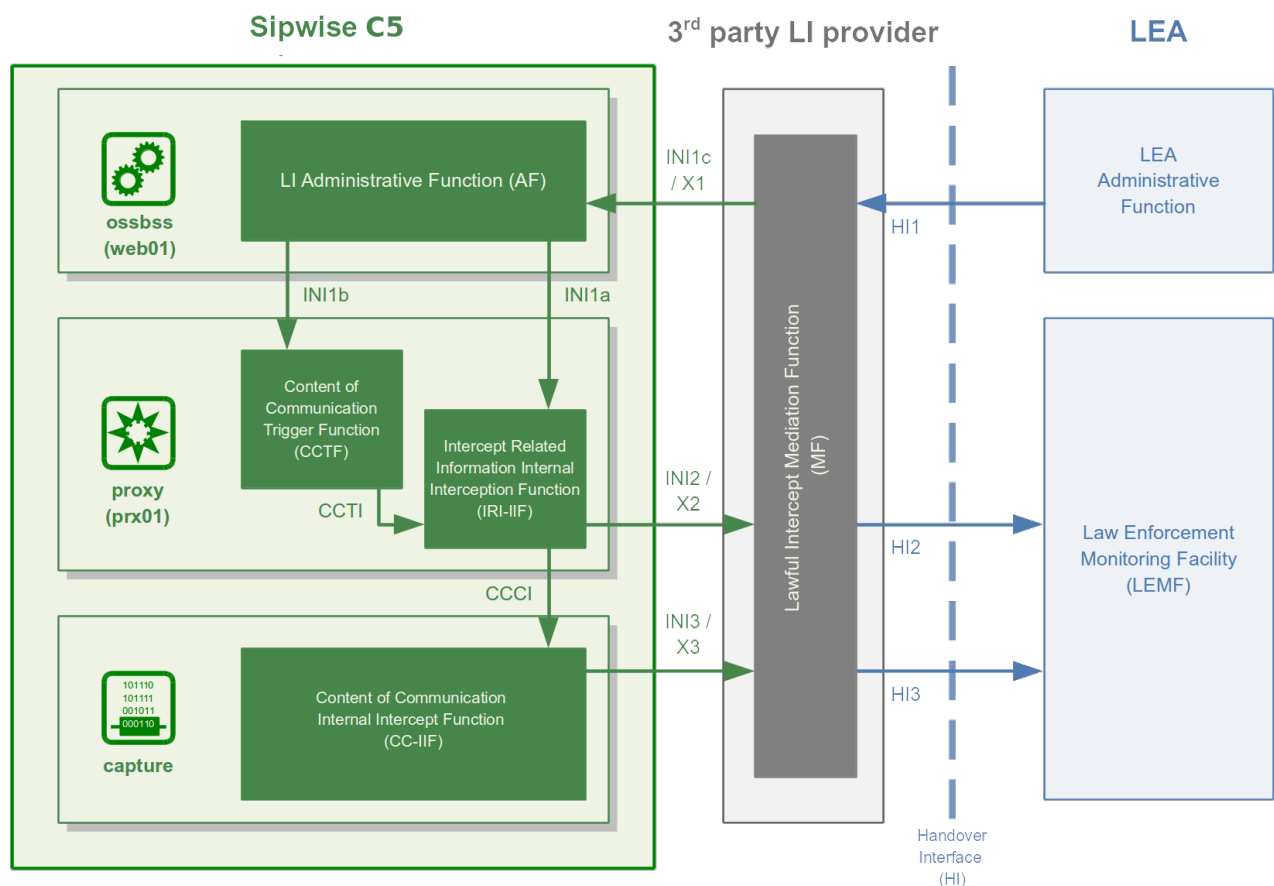 Sipwise C5
3rd party LI provider
LEA
ossbss
(web01)
LI Administrative Function (AF)
INI1c
/ X1
HI1
LEA
Administrative
Function
INI1b
INI1a
proxy
(prx01)
Content of
Communication
Trigger Function
(CCTF)
CCTI
Intercept Related
Information Internal
Interception Function
(IRI-IIF)
INI2 /
X2
Lawful Intercept Mediation Function
(MF)
HI2
Law Enforcement
Monitoring Facility
(LEMF)
CCCI
101110
101111
001011
000110
capture
Content of Communication
Internal Intercept Function
(CC-IIF)
INI3 /
X3
HI3
Handover
Interface
(HI)